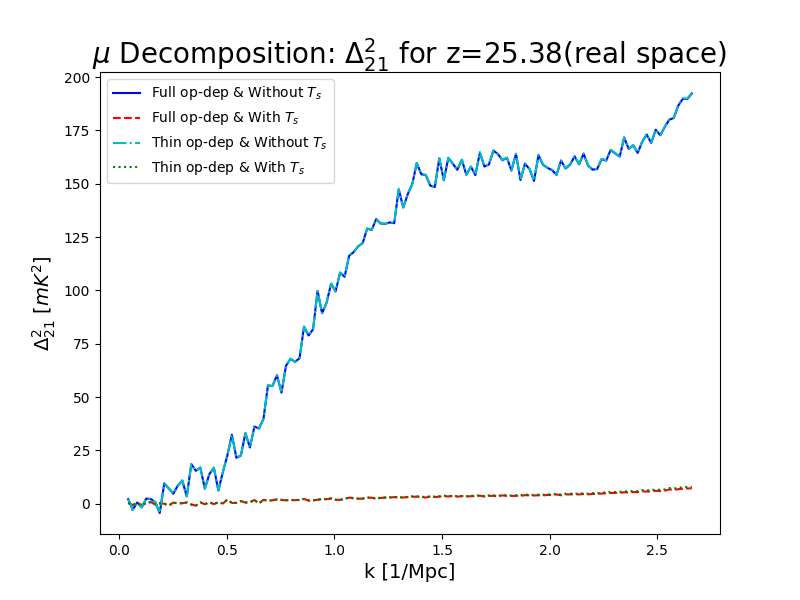 μ Decomposition: Δ²₂₁ for z=25.38(real space)
Full op-dep & Without Tₛ
Full op-dep & With Tₛ
Thin op-dep & Without Tₛ
Thin op-dep & With Tₛ
200
175
150
125
100
75
50
25
0
Δ²₂₁ [mK²]
0.0 0.5 1.0 1.5 2.0 2.5
k [1/Mpc]